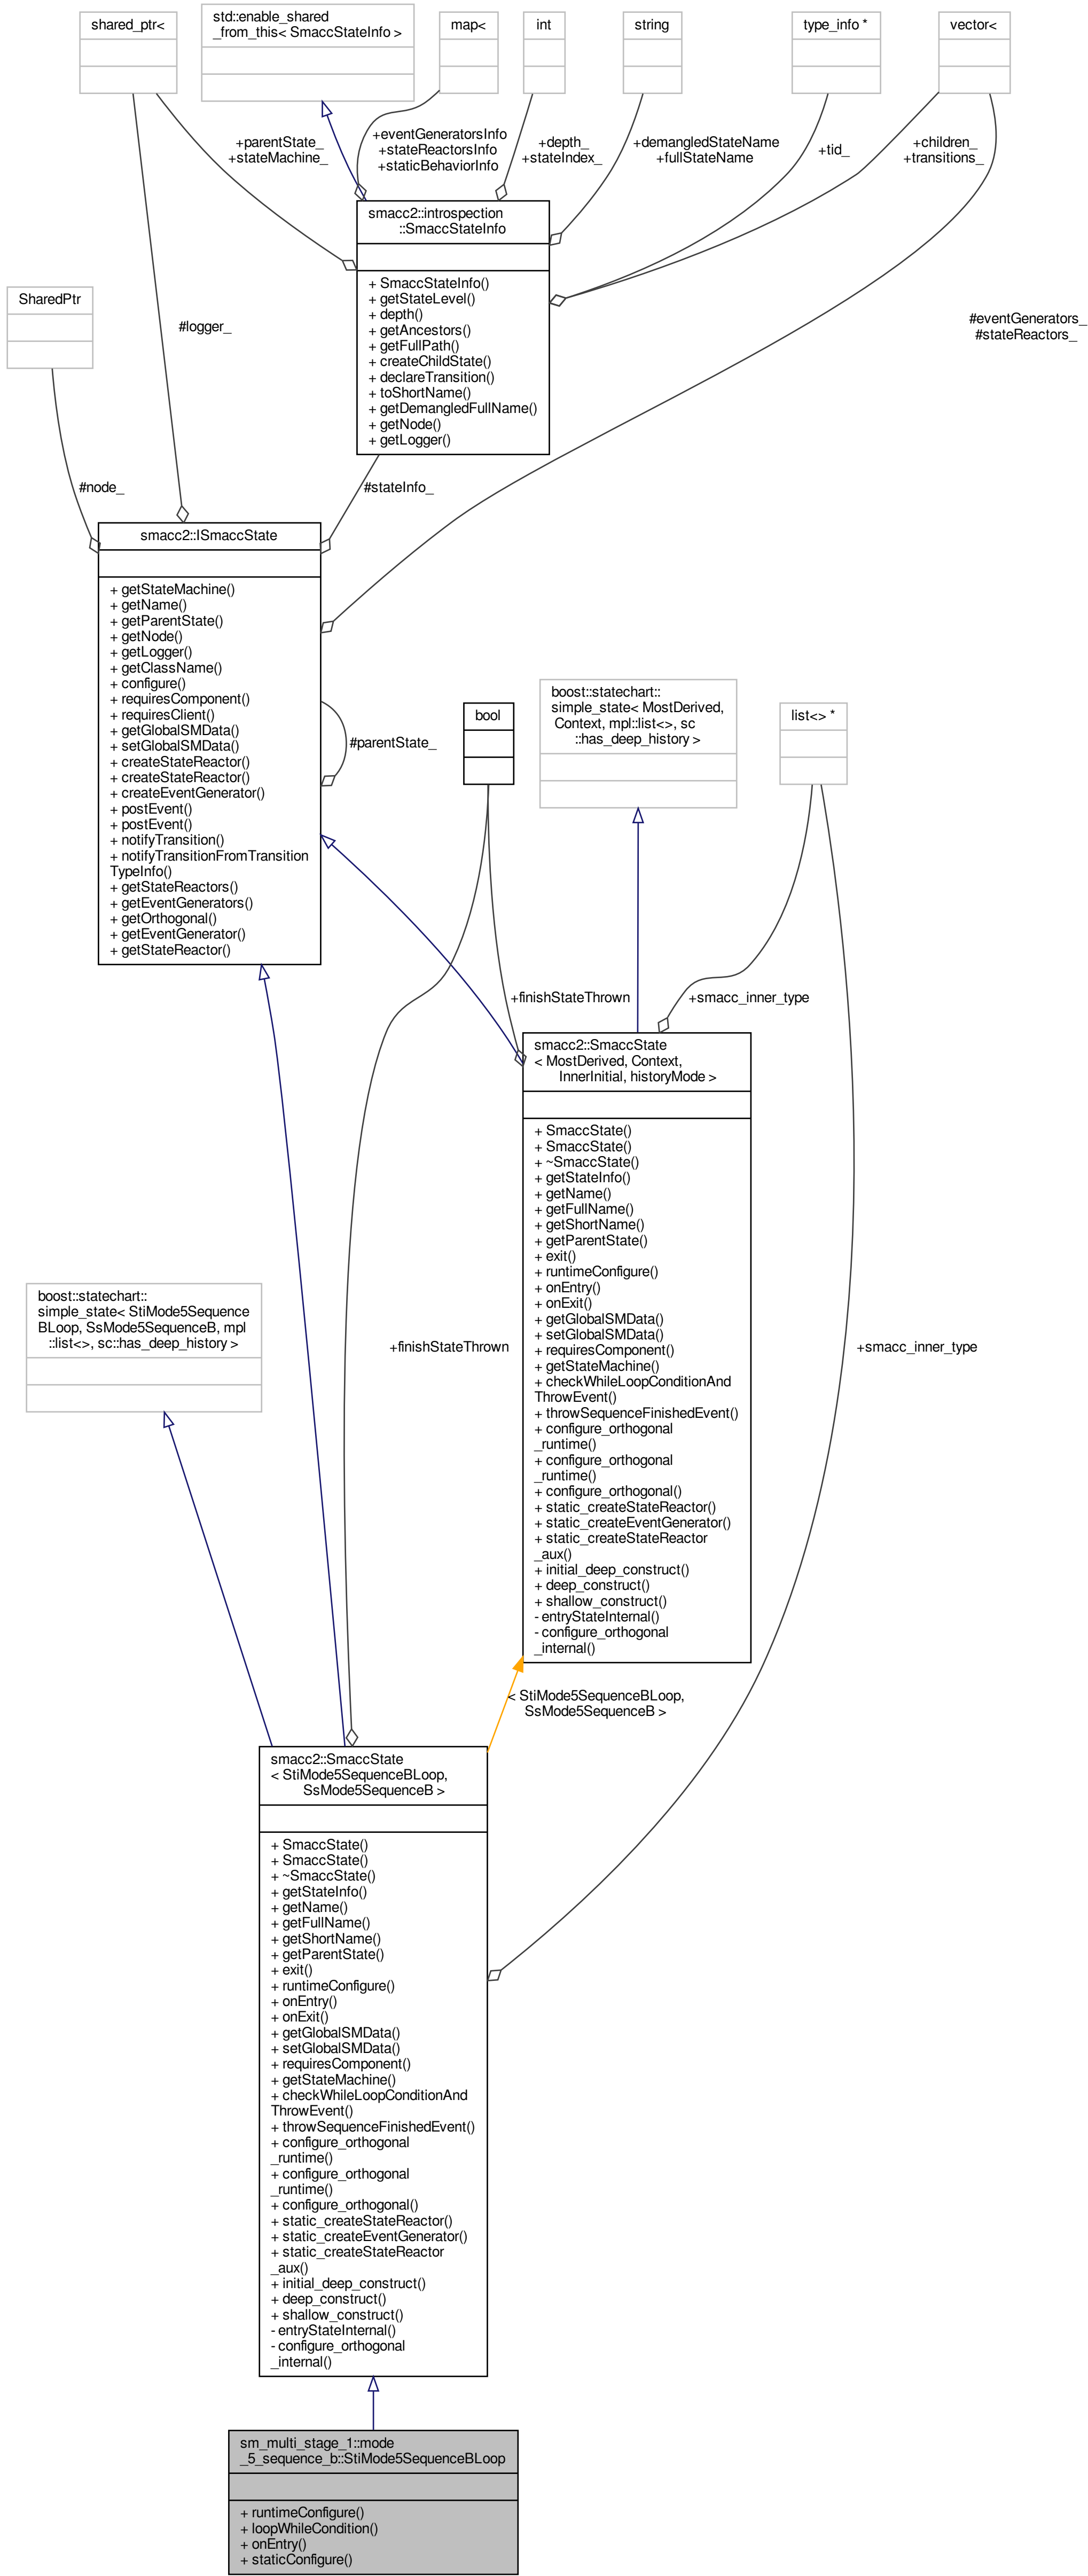 shared_ptr<
std::enable_shared
_from_this< SmaccStateInfo >
map<
int
string
type_info *
vector<
+parentState_
+stateMachine_
+eventGeneratorsInfo
+stateReactorsInfo
+staticBehaviorInfo
+depth_
+stateIndex_
+demangledStateName
+fullStateName
+tid_
+children_
+transitions_
smacc2::introspection
::SmaccStateInfo
+ SmaccStateInfo()
+ getStateLevel()
+ depth()
+ getAncestors()
+ getFullPath()
+ createChildState()
+ declareTransition()
+ toShortName()
+ getDemangledFullName()
+ getNode()
+ getLogger()
SharedPtr
#logger_
#eventGenerators_
#stateReactors_
#node_
#stateInfo_
smacc2::ISmaccState
+ getStateMachine()
+ getName()
+ getParentState()
+ getNode()
+ getLogger()
+ getClassName()
+ configure()
+ requiresComponent()
+ requiresClient()
+ getGlobalSMData()
+ setGlobalSMData()
+ createStateReactor()
+ createStateReactor()
+ createEventGenerator()
+ postEvent()
+ postEvent()
+ notifyTransition()
+ notifyTransitionFromTransition
TypeInfo()
+ getStateReactors()
+ getEventGenerators()
+ getOrthogonal()
+ getEventGenerator()
+ getStateReactor()
#parentState_
bool
boost::statechart::
simple_state< MostDerived,
Context, mpl::list<>, sc
::has_deep_history >
list<> *
+finishStateThrown
+smacc_inner_type
smacc2::SmaccState
< MostDerived, Context,
InnerInitial, historyMode >
+ SmaccState()
+ SmaccState()
+ ~SmaccState()
+ getStateInfo()
+ getName()
+ getFullName()
+ getShortName()
+ getParentState()
+ exit()
+ runtimeConfigure()
+ onEntry()
+ onExit()
+ getGlobalSMData()
+ setGlobalSMData()
+ requiresComponent()
+ getStateMachine()
+ checkWhileLoopConditionAnd
ThrowEvent()
+ throwSequenceFinishedEvent()
+ configure_orthogonal
_runtime()
+ configure_orthogonal
_runtime()
+ configure_orthogonal()
+ static_createStateReactor()
+ static_createEventGenerator()
+ static_createStateReactor
_aux()
+ initial_deep_construct()
+ deep_construct()
+ shallow_construct()
- entryStateInternal()
- configure_orthogonal
_internal()
boost::statechart::
simple_state< StiMode5Sequence
BLoop, SsMode5SequenceB, mpl
::list<>, sc::has_deep_history >
+finishStateThrown
+smacc_inner_type
< StiMode5SequenceBLoop,
SsMode5SequenceB >
smacc2::SmaccState
< StiMode5SequenceBLoop,
SsMode5SequenceB >
+ SmaccState()
+ SmaccState()
+ ~SmaccState()
+ getStateInfo()
+ getName()
+ getFullName()
+ getShortName()
+ getParentState()
+ exit()
+ runtimeConfigure()
+ onEntry()
+ onExit()
+ getGlobalSMData()
+ setGlobalSMData()
+ requiresComponent()
+ getStateMachine()
+ checkWhileLoopConditionAnd
ThrowEvent()
+ throwSequenceFinishedEvent()
+ configure_orthogonal
_runtime()
+ configure_orthogonal
_runtime()
+ configure_orthogonal()
+ static_createStateReactor()
+ static_createEventGenerator()
+ static_createStateReactor
_aux()
+ initial_deep_construct()
+ deep_construct()
+ shallow_construct()
- entryStateInternal()
- configure_orthogonal
_internal()
sm_multi_stage_1::mode
_5_sequence_b::StiMode5SequenceBLoop
+ runtimeConfigure()
+ loopWhileCondition()
+ onEntry()
+ staticConfigure()